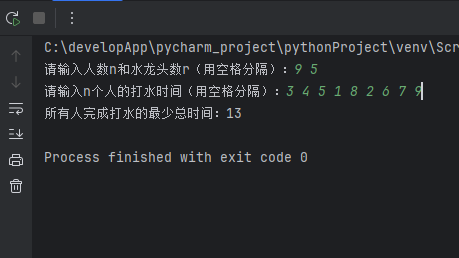 C:\developApp\pycharm_project\pythonProject\venv\Scr
请输入人数n和水龙头数r（用空格分隔）：9 5
请输入n个人的打水时间（用空格分隔）：3 4 5 1 8 2 6 7 9
所有人完成打水的最少总时间：13
Process finished with exit code 0